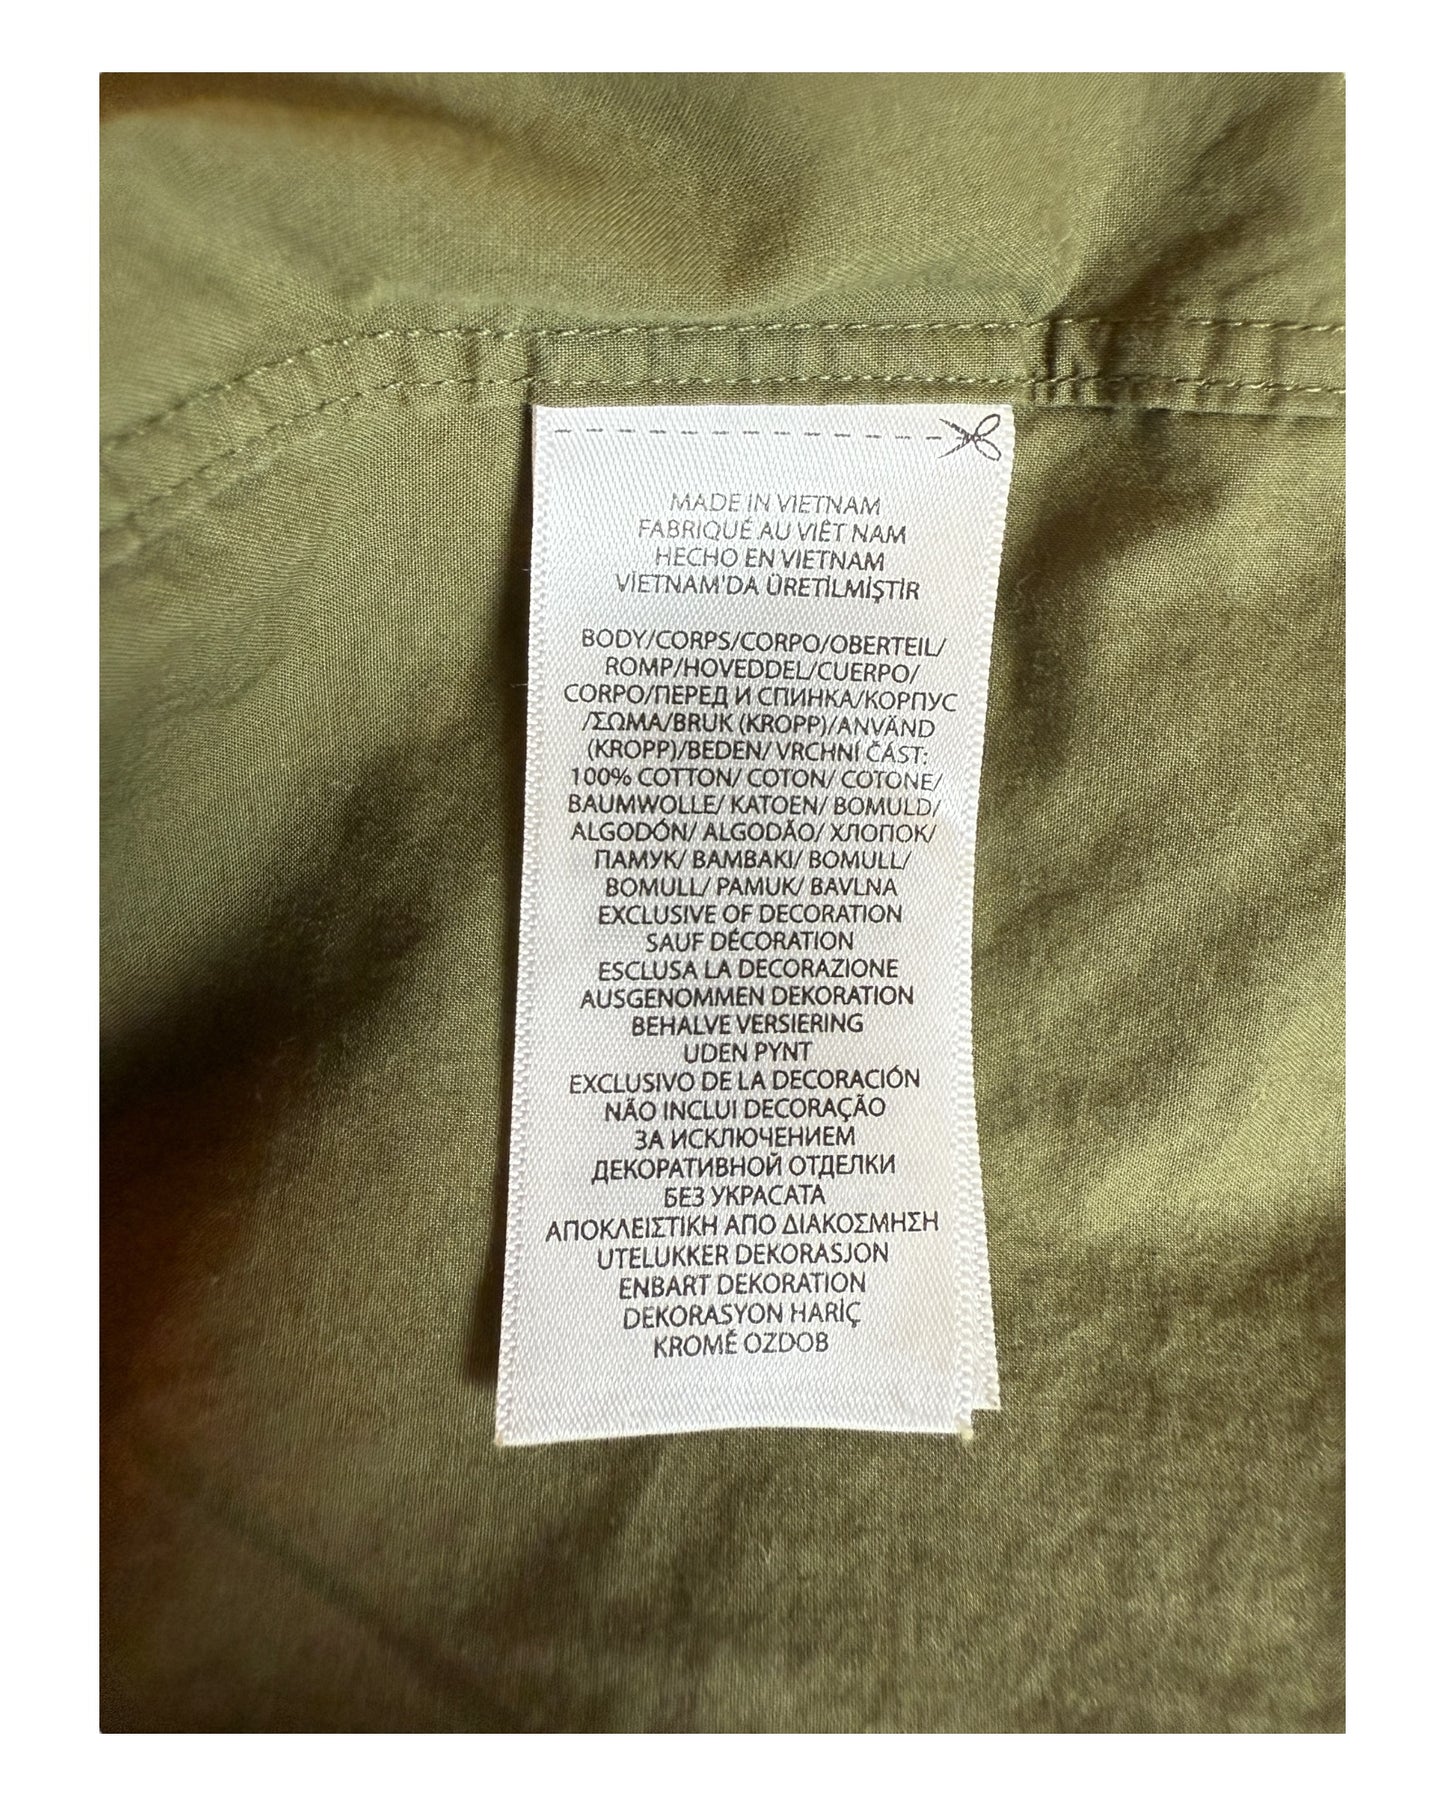 MADE IN VIETNAM
FABRIQUÉ AU VIÊT NAM
HECHO EN VIETNAM
VİETNAM'DA ÜRETİLMİŞTİR
BODY/CORPS/CORPO/OBERTEIL/
ROMP/HOVEDDEL/CUERPO/
CORPO/ПЕРЕД И СПИНКА/КОРПУС
/ΣΩΜΑ/BRUK (KROPP)/ANVÄND
(KROPP)/BEDEN/ VRCHNÍ ČÁST:
100% COTTON/ COTON/ COTONE/
BAUMWOLLE/ KATOEN/ BOMULD/
ALGODÓN/ ALGODÃO/ ХЛОПОК/
ПАМУК/ BAMBAKI/ BOMULL/
BOMULL/ PAMUK/ BAVLNA
EXCLUSIVE OF DECORATION
SAUF DÉCORATION
ESCLUSA LA DECORAZIONE
AUSGENOMMEN DEKORATION
BEHALVE VERSIERING
UDEN PYNT
EXCLUSIVO DE LA DECORACIÓN
NÃO INCLUI DECORAÇÃO
ЗА ИСКЛЮЧЕНИЕМ
ДЕКОРАТИВНОЙ ОТДЕЛКИ
БЕЗ УКРАСАТА
ΑΠΟΚΛΕΙΣΤΙΚΗ ΑΠΟ ΔΙΑΚΟΣΜΗΣΗ
UTELUKKER DEKORASJON
ENBART DEKORATION
DEKORASYON HARİÇ
KROMĚ OZDOB